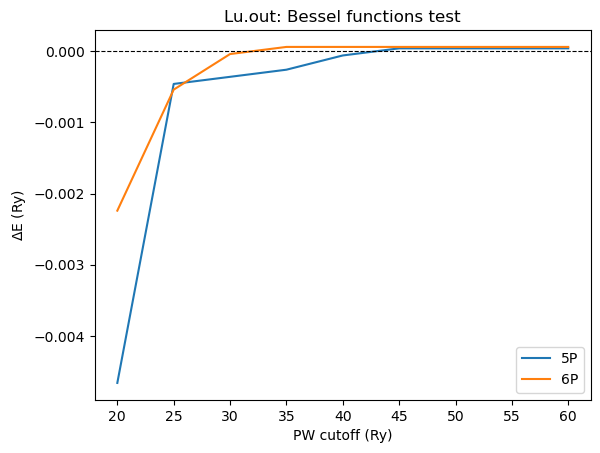 Lu.out: Bessel functions test
ΔE (Ry)
0.000
−0.001
−0.002
−0.003
−0.004
20 25 30 35 40 45 50 55 60
PW cutoff (Ry)
5P
6P